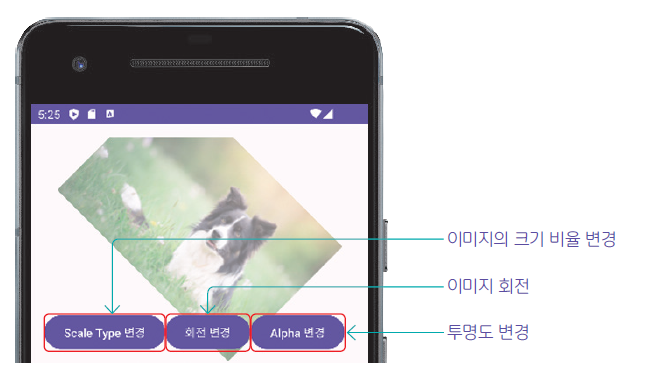 5:25
이미지의 크기 비율 변경
이미지 회전
Scale Type 변경
회전 변경
Alpha 변경
투명도 변경